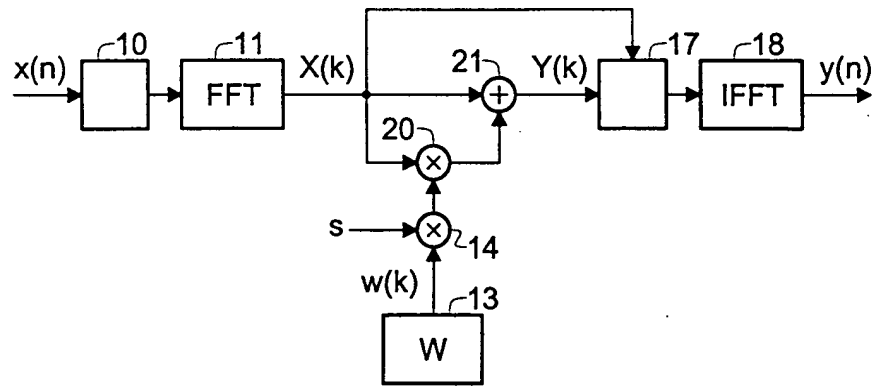 10
11
17
18
x(n)
FFT
X(k)
21
+
Y(k)
IFFT
y(n)
20
×
s
×
14
w(k)
13
W